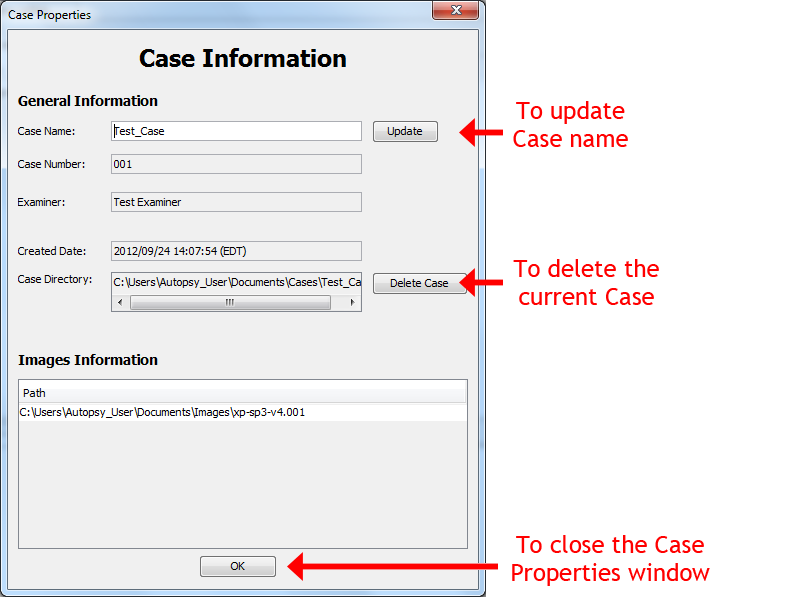 Case Properties
Case Information
General Information
Case Name: Test_Case Update
To update
Case name
Case Number: 001
Examiner: Test Examiner
Created Date: 2012/09/24 14:07:54 (EDT)
Case Directory: C:\Users\Autopsy_User\Documents\Cases\Test_Ca Delete Case
To delete the
current Case
Images Information
Path
C:\Users\Autopsy_User\Documents\Images\xp-sp3-v4.001
OK
To close the Case
Properties window